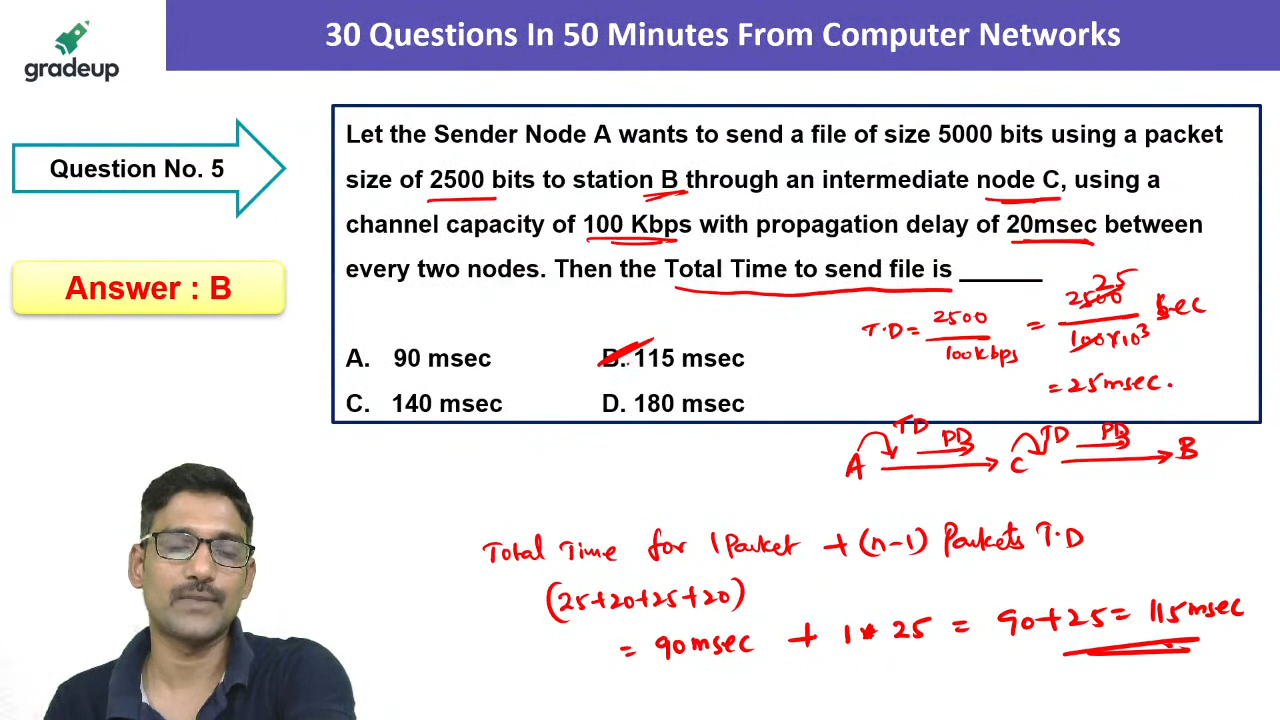 gradeup
30 Questions In 50 Minutes From Computer Networks
Question No. 5
Answer : B
Let the Sender Node A wants to send a file of size 5000 bits using a packet
size of 2500 bits to station B through an intermediate node C, using a
channel capacity of 100 Kbps with propagation delay of 20msec between
every two nodes. Then the Total Time to send file is ______
A. 90 msec
B. 115 msec
C. 140 msec
D. 180 msec
T.D = 2500 / 100Kbps = 2500 25 / 100×10³ sec
= 25msec.
A TD PD C TD PD B
Total Time for 1 Packet + (n-1) Packets T.D
(25+20+25+20)
= 90msec + 1 * 25 = 90+25 = 115msec